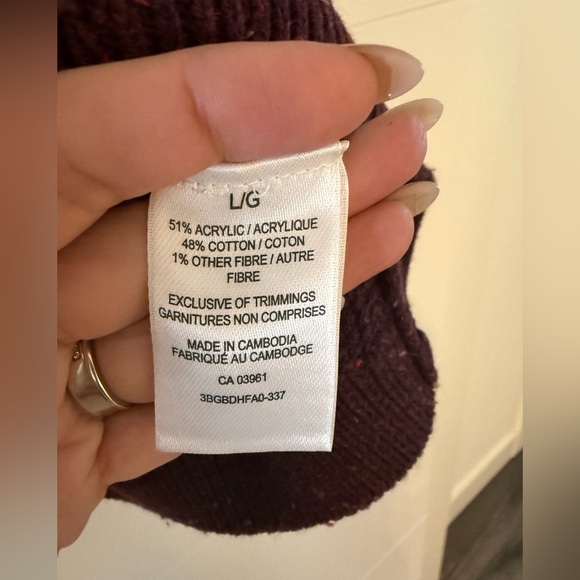 L/G
51% ACRYLIC / ACRYLIQUE
48% COTTON / COTON
1% OTHER FIBRE / AUTRE
FIBRE
EXCLUSIVE OF TRIMMINGS
GARNITURES NON COMPRISES
MADE IN CAMBODIA
FABRIQUÉ AU CAMBODGE
CA 03961
3BGBDHFA0-337